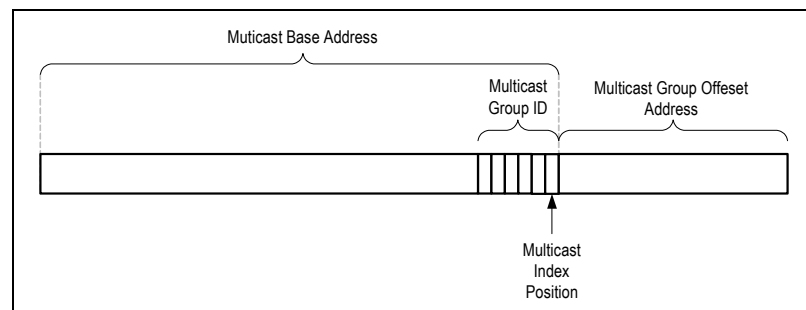 Muticast Base Address
Multicast
Group ID
Multicast Group Offeset
Address
Multicast
Index
Position